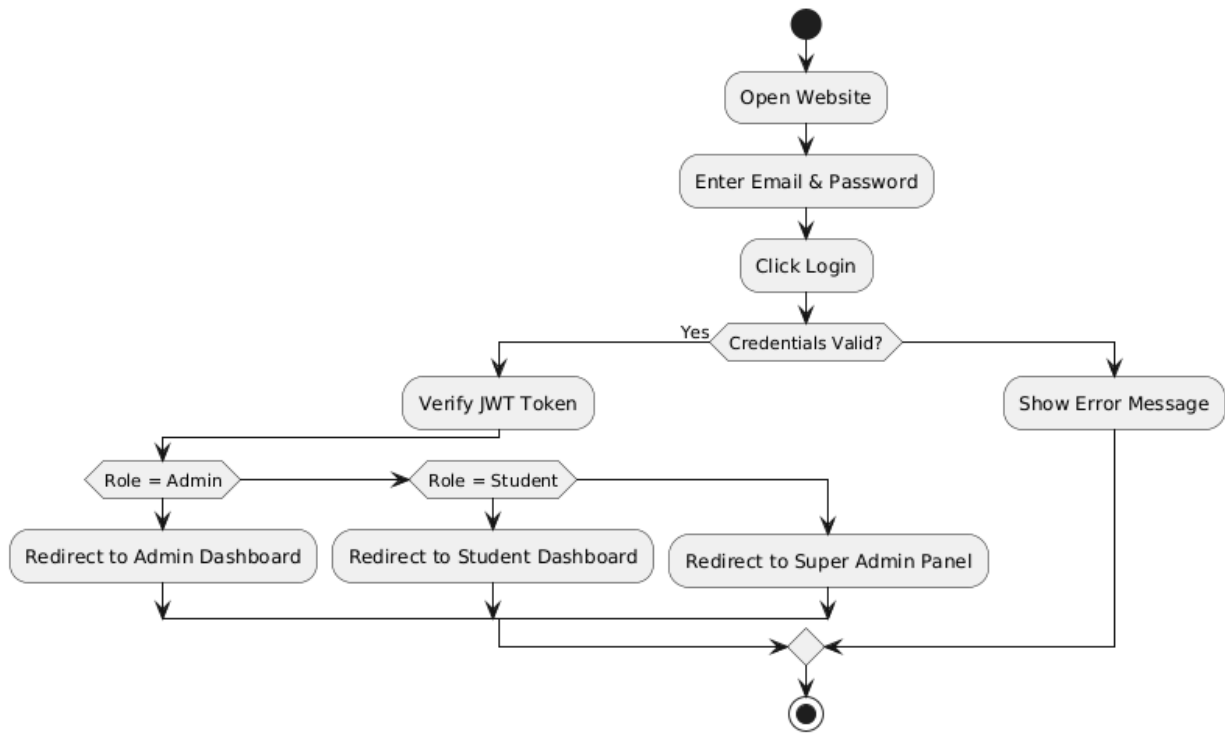 Open Website
Enter Email & Password
Click Login
Yes
Credentials Valid?
Verify JWT Token
Show Error Message
Role = Admin
Role = Student
Redirect to Admin Dashboard
Redirect to Student Dashboard
Redirect to Super Admin Panel